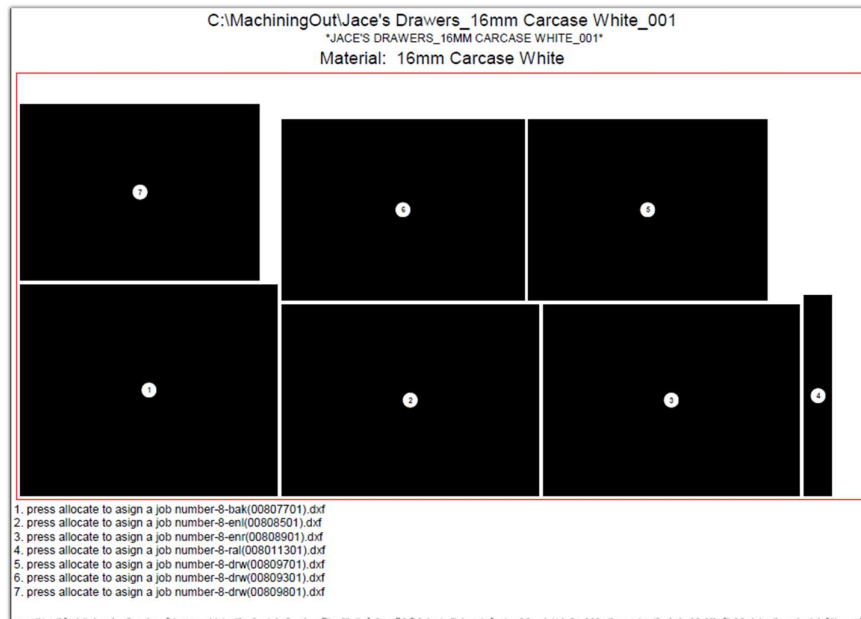 C:\MachiningOut\Jace's Drawers_16mm Carcase White_001
*JACE'S DRAWERS_16MM CARCASE WHITE_001*
Material: 16mm Carcase White
7
6
5
1
2
3
4
1. press allocate to asign a job number-8-bak(00807701).dxf
2. press allocate to asign a job number-8-enl(00808501).dxf
3. press allocate to asign a job number-8-enr(00808901).dxf
4. press allocate to asign a job number-8-ral(008011301).dxf
5. press allocate to asign a job number-8-drw(00809701).dxf
6. press allocate to asign a job number-8-drw(00809301).dxf
7. press allocate to asign a job number-8-drw(00809801).dxf